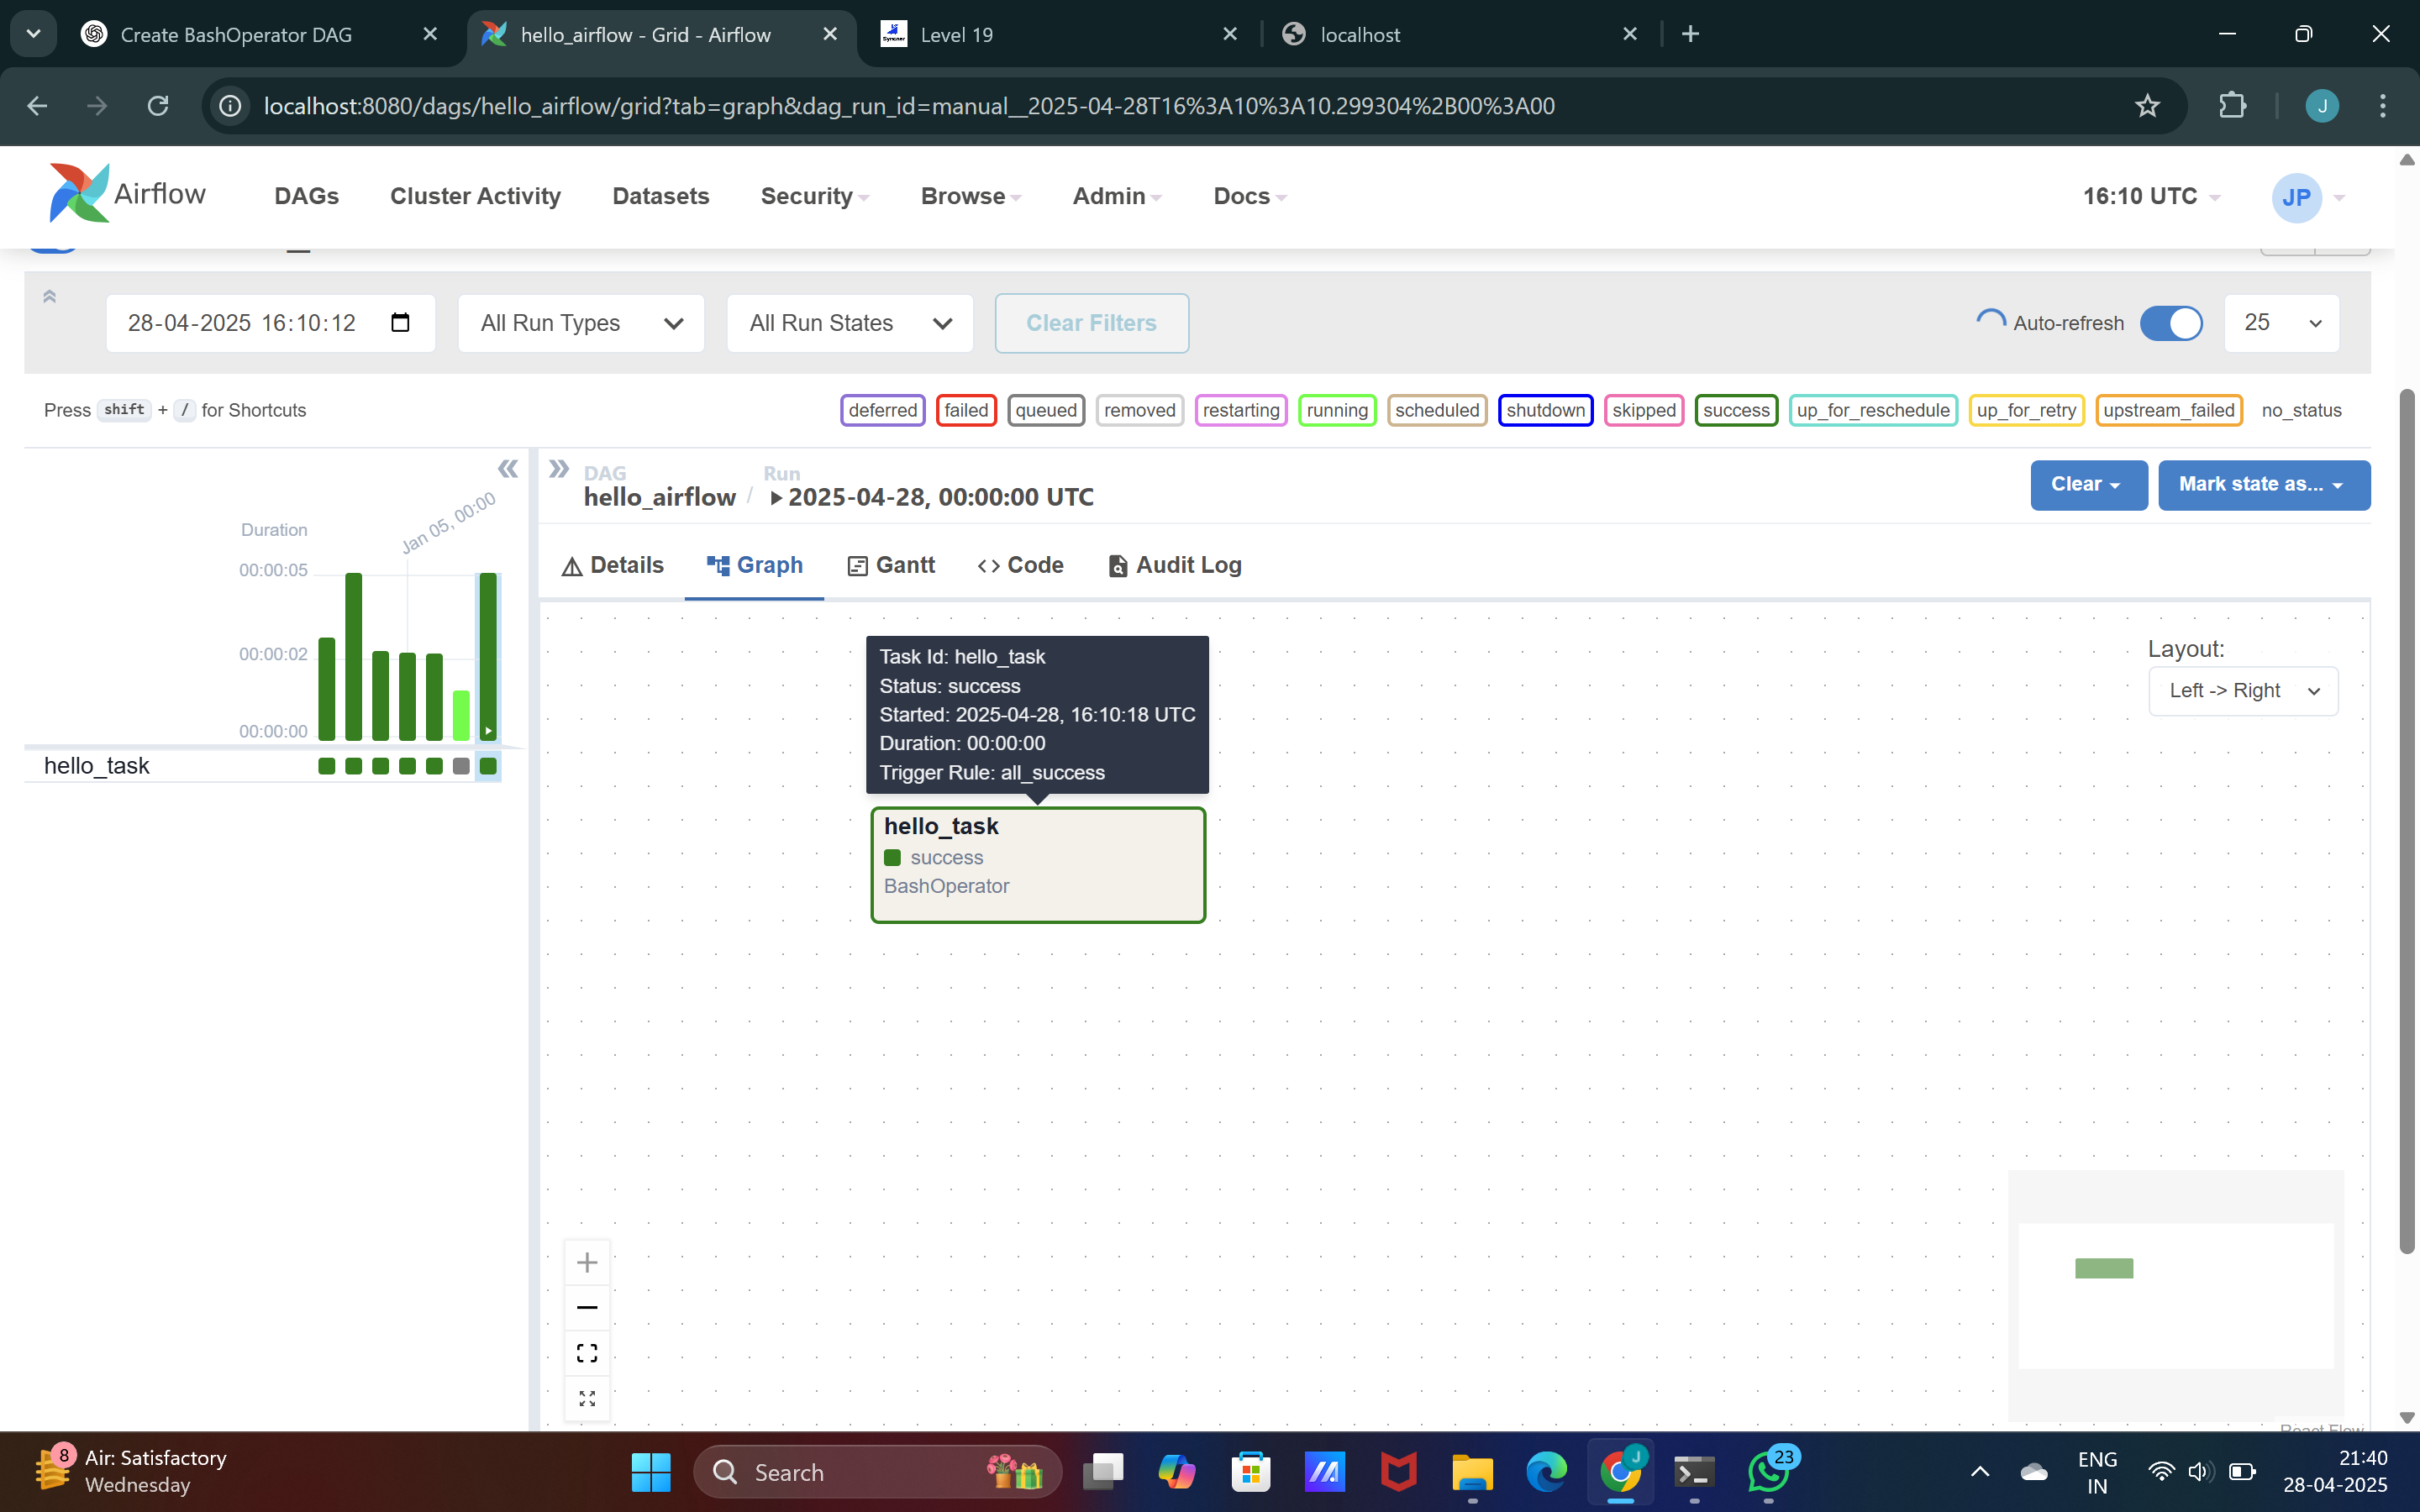 Create BashOperator DAG
hello_airflow - Grid - Airflow
Level 19
localhost
localhost:8080/dags/hello_airflow/grid?tab=graph&dag_run_id=manual__2025-04-28T16%3A10%3A10.299304%2B00%3A00
J
Airflow
DAGs
Cluster Activity
Datasets
Security
Browse
Admin
Docs
16:10 UTC
JP
28-04-2025 16:10:12
All Run Types
All Run States
Clear Filters
Auto-refresh
25
Press shift + / for Shortcuts
deferred
failed
queued
removed
restarting
running
scheduled
shutdown
skipped
success
up_for_reschedule
up_for_retry
upstream_failed
no_status
DAG
hello_airflow
/
Run
2025-04-28, 00:00:00 UTC
Clear
Mark state as...
Jan 05, 00:00
Duration
00:00:05
00:00:02
00:00:00
hello_task
Details
Graph
Gantt
Code
Audit Log
Task Id: hello_task
Status: success
Started: 2025-04-28, 16:10:18 UTC
Duration: 00:00:00
Trigger Rule: all_success
hello_task
success
BashOperator
Layout:
Left -> Right
React Flow
8
Air: Satisfactory
Wednesday
Search
J
23
ENG
IN
21:40
28-04-2025